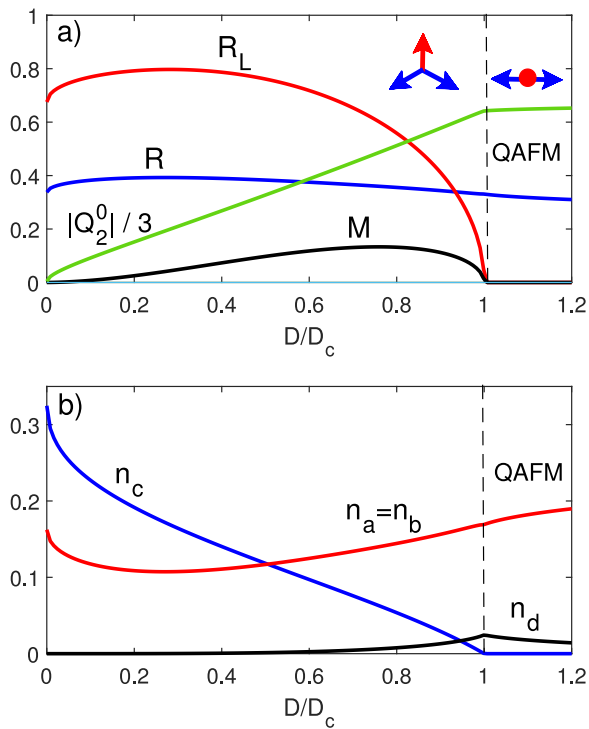 a)
R_L
1
0.8
0.6
0.4
0.2
0
R
|Q_2^0| / 3
M
QAFM
0 0.2 0.4 0.6 0.8 1 1.2
D/D_c
b)
0.3
0.2
0.1
0
n_c
n_a=n_b
n_d
QAFM
0 0.2 0.4 0.6 0.8 1 1.2
D/D_c